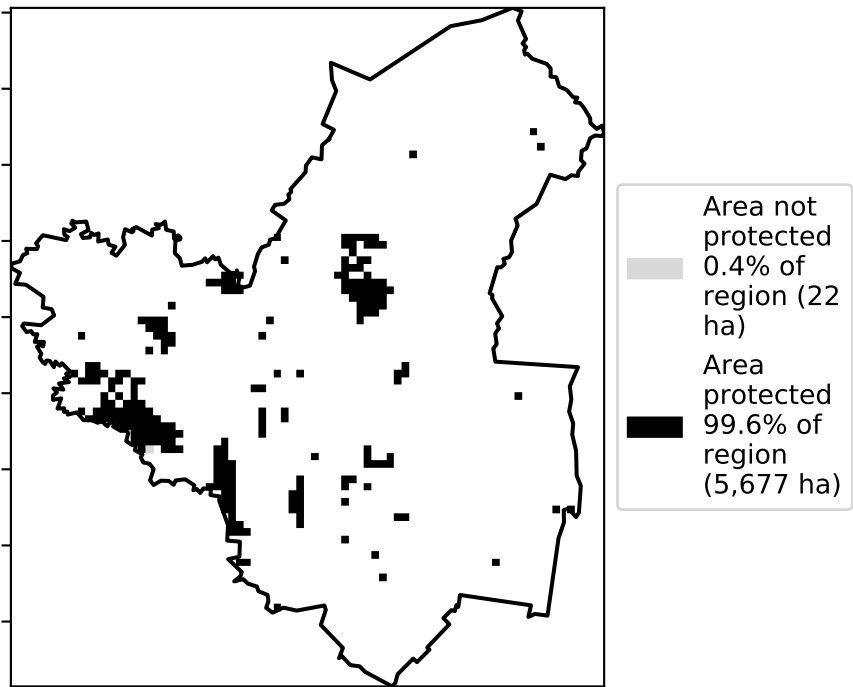 Area not
protected
0.4% of
region (22
ha)
Area
protected
99.6% of
region
(5,677 ha)